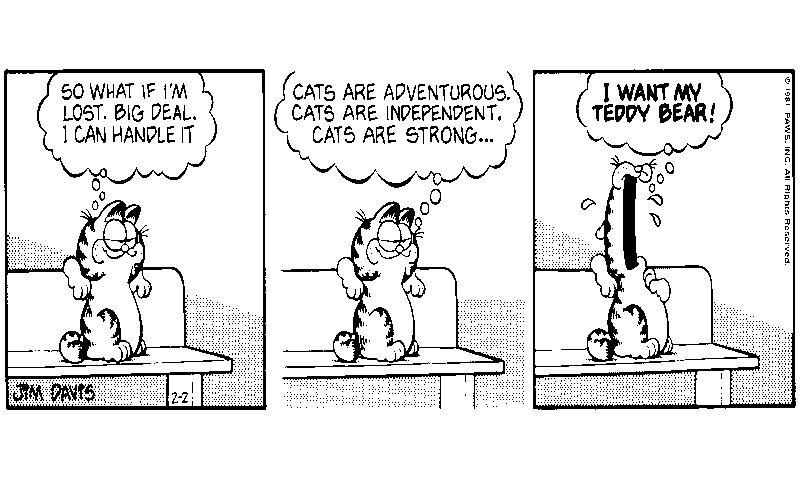 SO WHAT IF I'M
LOST. BIG DEAL.
I CAN HANDLE IT
CATS ARE ADVENTUROUS.
CATS ARE INDEPENDENT.
CATS ARE STRONG...
I WANT MY
TEDDY BEAR!
© 1981 PAWS, INC. All Rights Reserved.
JIM DAVIS
2-2